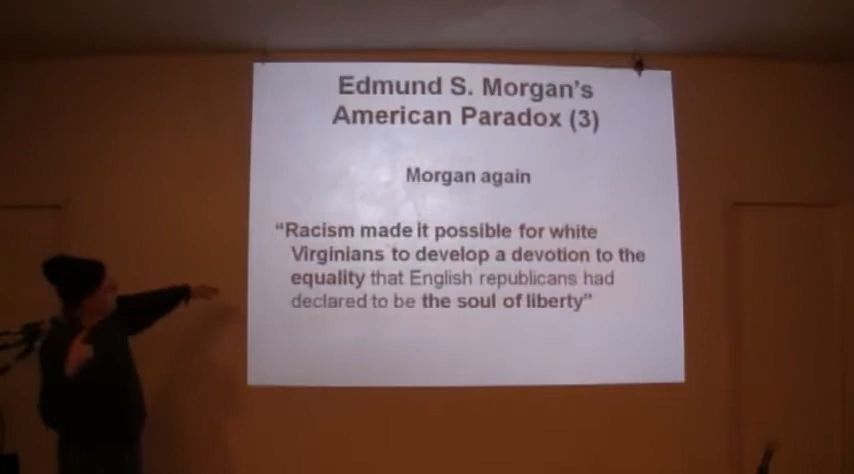 Edmund S. Morgan's
American Paradox (3)
Morgan again
“Racism made it possible for white
Virginians to develop a devotion to the
equality that English republicans had
declared to be the soul of liberty”